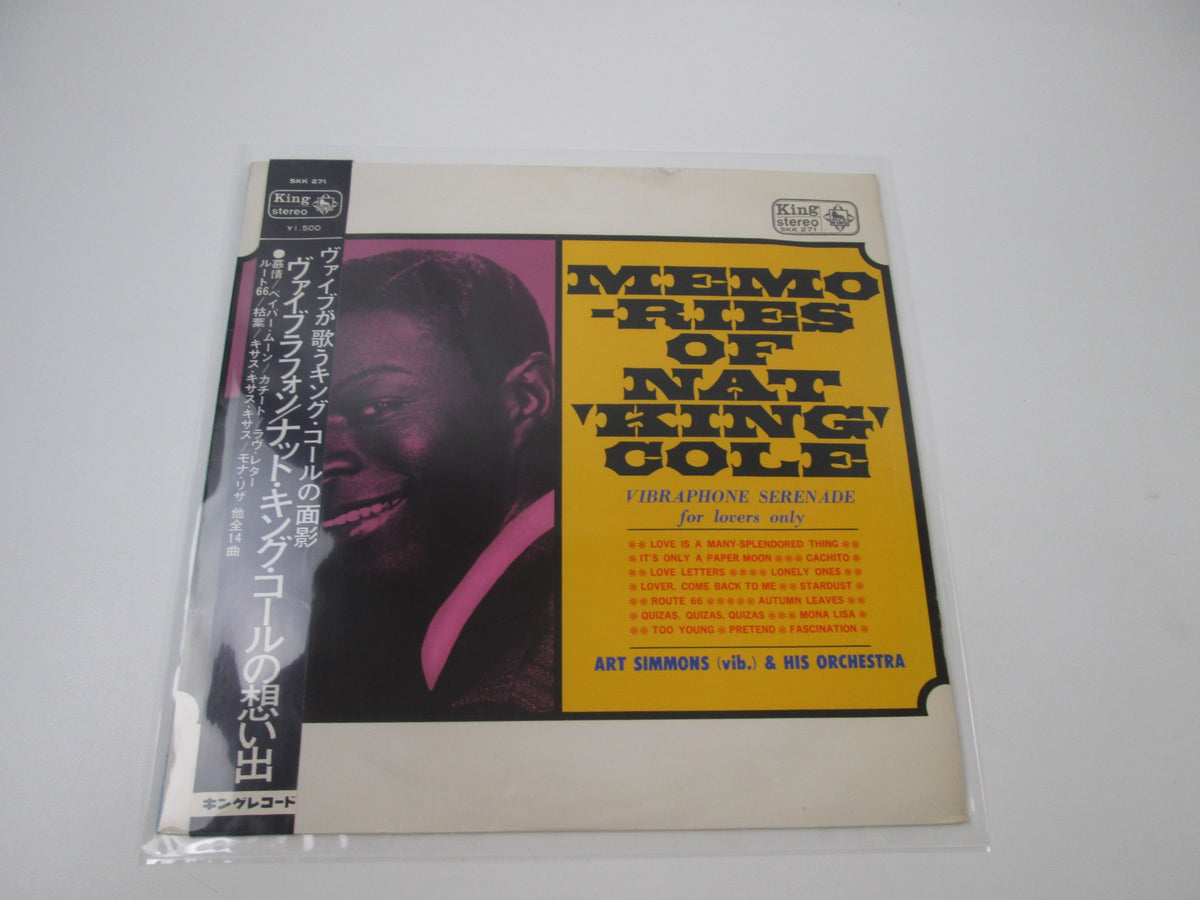 SKK 271
King
stereo
¥1,500
ヴァイブが歌うキング・コールの面影
ヴァイブラフォン/ナット・キング・コールの想い出
●慕情/ペイパー・ムーン/カチート/ラヴ・レター
ルート66/枯葉/キサス・キサス・キサス/モナ・リザ 他全14曲
キングレコード
King
stereo
SKK 271
MEMO
-RIES
OF
NAT
'KING'
COLE
VIBRAPHONE SERENADE
for lovers only
** LOVE IS A MANY-SPLENDORED THING **
* IT'S ONLY A PAPER MOON *** CACHITO *
** LOVE LETTERS **** LONELY ONES **
* LOVER, COME BACK TO ME ** STARDUST *
** ROUTE 66 ***** AUTUMN LEAVES **
* QUIZAS, QUIZAS, QUIZAS *** MONA LISA *
** TOO YOUNG * PRETEND * FASCINATION *
ART SIMMONS (vib.) & HIS ORCHESTRA